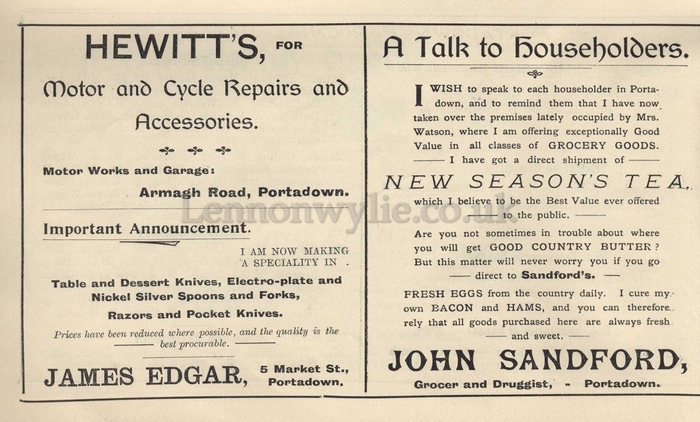 HEWITT'S, FOR
Motor and Cycle Repairs and
Accessories.
Motor Works and Garage:
Armagh Road, Portadown.
Important Announcement.
I AM NOW MAKING
A SPECIALITY IN .
Table and Dessert Knives, Electro-plate and
Nickel Silver Spoons and Forks,
Razors and Pocket Knives.
Prices have been reduced where possible, and the quality is the
best procurable.
JAMES EDGAR, 5 Market St.,
Portadown.
A Talk to Householders.
I WISH to speak to each householder in Porta-
down, and to remind them that I have now
taken over the premises lately occupied by Mrs.
Watson, where I am offering exceptionally Good
Value in all classes of GROCERY GOODS.
I have got a direct shipment of
NEW SEASON'S TEA,
which I believe to be the Best Value ever offered
to the public.
Are you not sometimes in trouble about where
you will get GOOD COUNTRY BUTTER?
But this matter will never worry you if you go
direct to Sandford's.
FRESH EGGS from the country daily. I cure my
own BACON and HAMS, and you can therefore
rely that all goods purchased here are always fresh
and sweet.
JOHN SANDFORD,
Grocer and Druggist, - Portadown.
Lennonwylie.co.uk